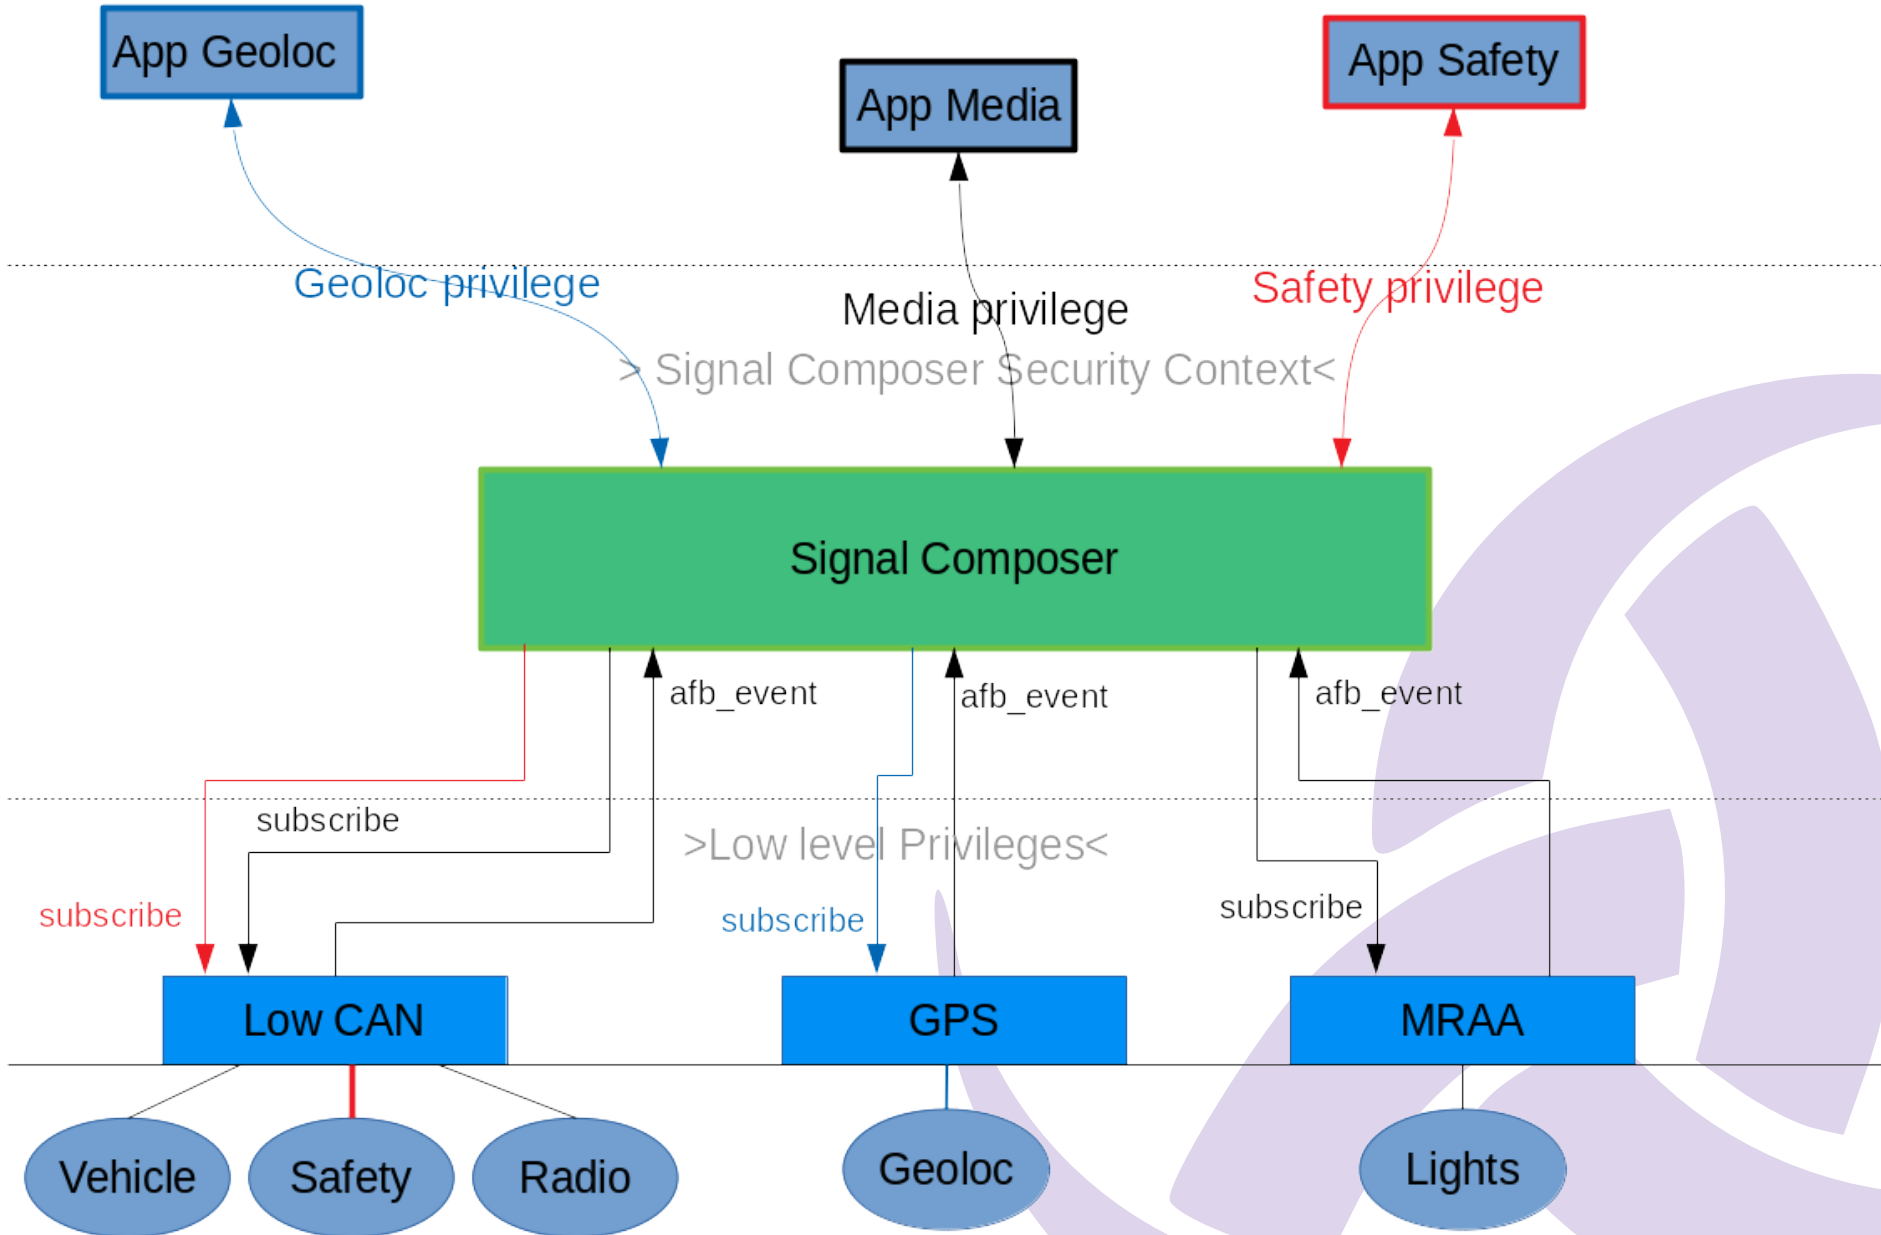 App Geoloc
App Media
App Safety
Geoloc privilege
Media privilege
Safety privilege
> Signal Composer Security Context<
Signal Composer
afb_event
afb_event
afb_event
subscribe
>Low level Privileges<
subscribe
subscribe
subscribe
Low CAN
GPS
MRAA
Vehicle
Safety
Radio
Geoloc
Lights